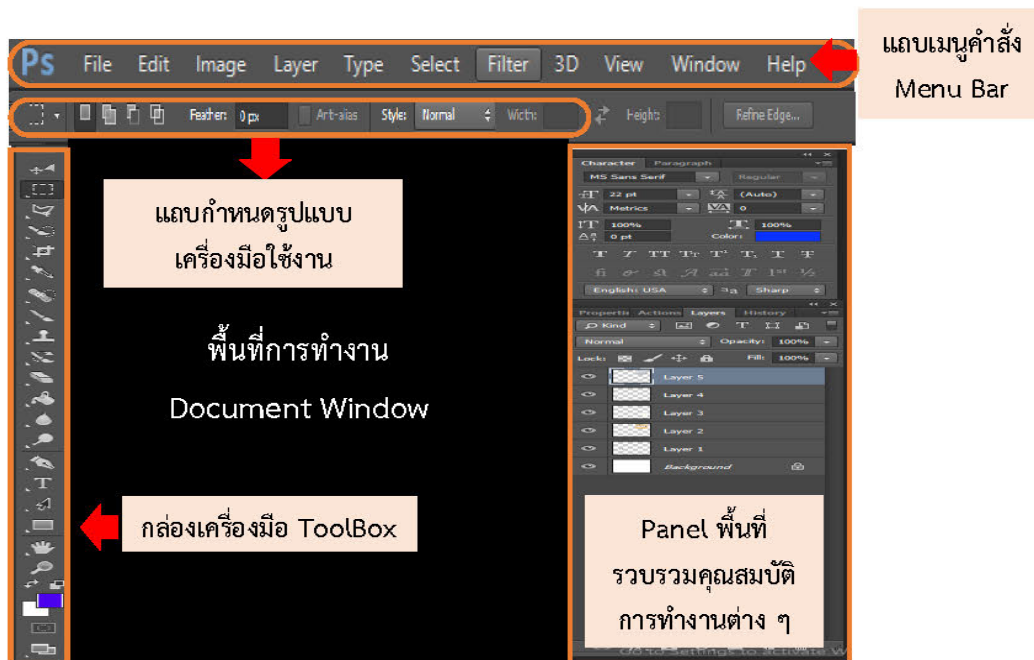 Ps File Edit Image Layer Type Select Filter 3D View Window Help
แถบเมนูคำสั่ง
Menu Bar
Feather: 0 px Style: Normal Refine Edge...
แถบกำหนดรูปแบบ
เครื่องมือใช้งาน
พื้นที่การทำงาน
Document Window
กล่องเครื่องมือ ToolBox
Character Paragraph
MS Sans Serif Regular
22 pt (Auto)
Metrics 0
100% 100%
0 pt Color:
English: USA Sharp
Actions Layers History
Kind
Normal Opacity: 100%
Lock: Fill: 100%
Layer 5
Layer 4
Layer 3
Layer 2
Layer 1
Background
Panel พื้นที่
รวบรวมคุณสมบัติ
การทำงานต่าง ๆ
Go to Settings to activate W